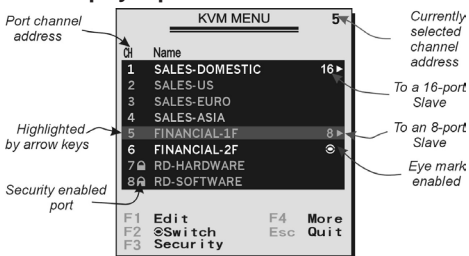 KVM MENU 5
Port channel address
Currently selected channel address
CH Name
1 SALES-DOMESTIC 16
2 SALES-US
3 SALES-EURO
4 SALES-ASIA
5 FINANCIAL-1F 8
6 FINANCIAL-2F
7 RD-HARDWARE
8 RD-SOFTWARE
To a 16-port Slave
To an 8-port Slave
Eye mark enabled
Highlighted by arrow keys
Security enabled port
F1 Edit F4 More
F2 Switch Esc Quit
F3 Security